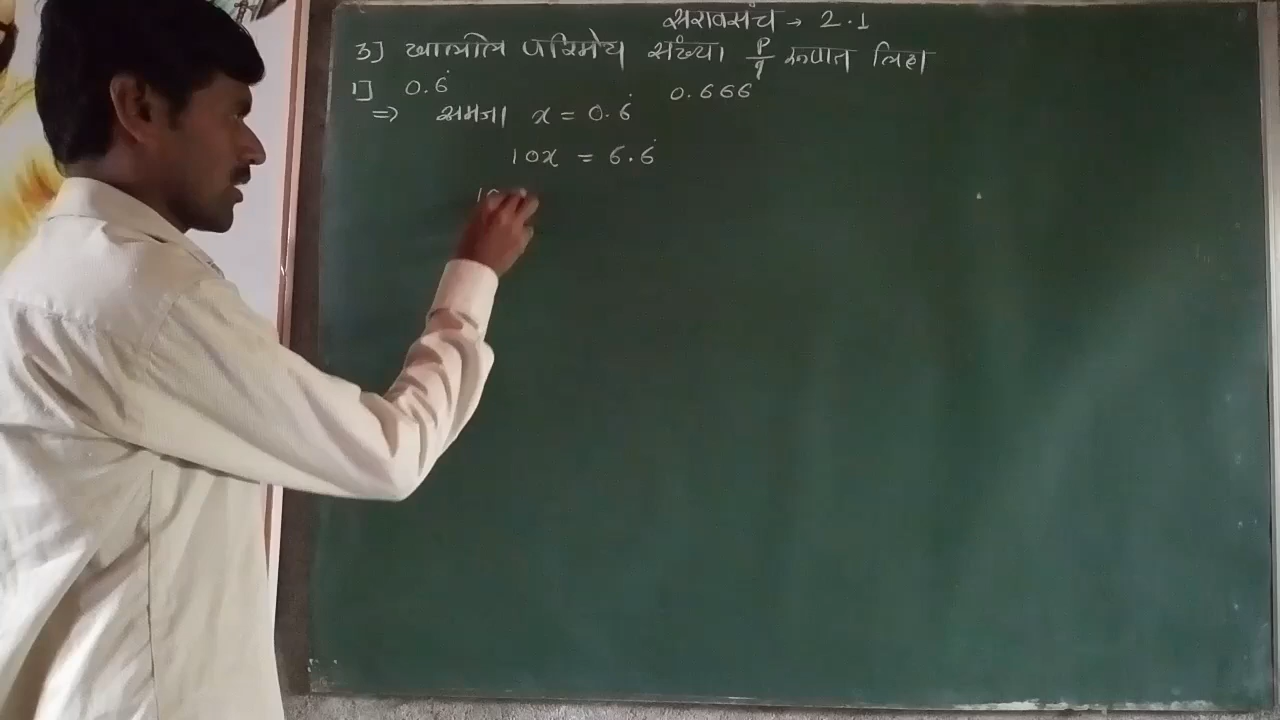 सरावसंच → 2.1
3] खालील परिमेय संख्या p/q रूपात लिहा
1] 0.6̇ 0.666̇
⇒ समजा x = 0.6̇
10x = 6.6̇
10